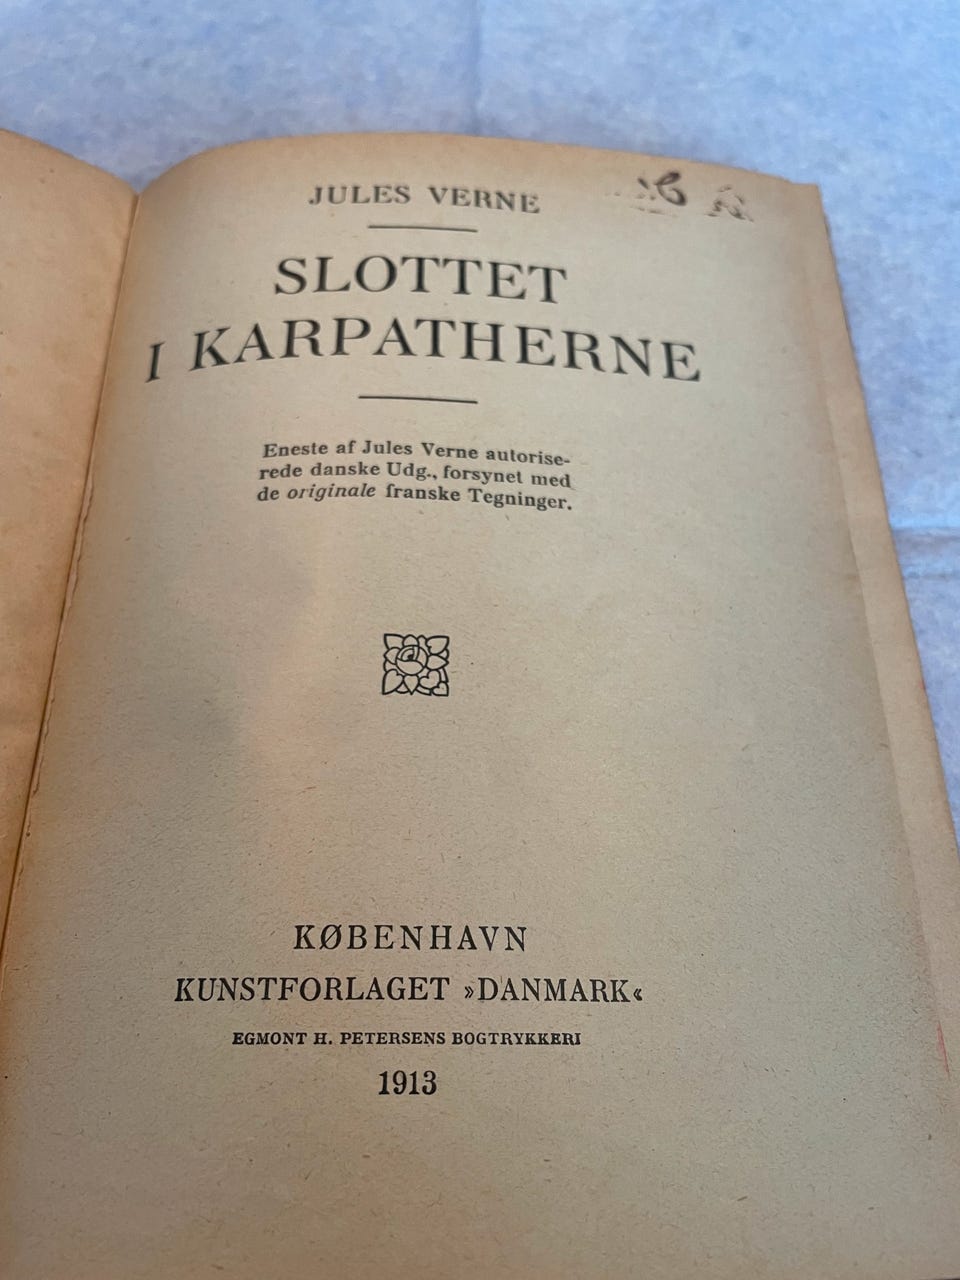 JULES VERNE
SLOTTET
I KARPATHERNE
Eneste af Jules Verne autorise-
rede danske Udg., forsynet med
de originale franske Tegninger.
KØBENHAVN
KUNSTFORLAGET »DANMARK«
EGMONT H. PETERSENS BOGTRYKKERI
1913